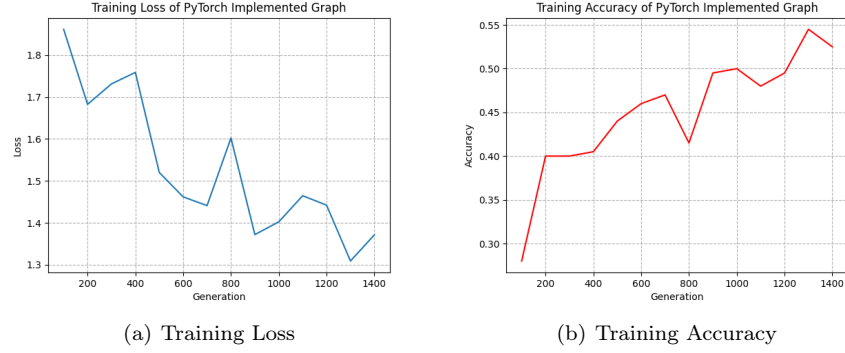 Training Loss of PyTorch Implemented Graph
1.8
1.7
1.6
1.5
1.4
1.3
Loss
200 400 600 800 1000 1200 1400
Generation
(a) Training Loss
Training Accuracy of PyTorch Implemented Graph
0.55
0.50
0.45
0.40
0.35
0.30
Accuracy
200 400 600 800 1000 1200 1400
Generation
(b) Training Accuracy